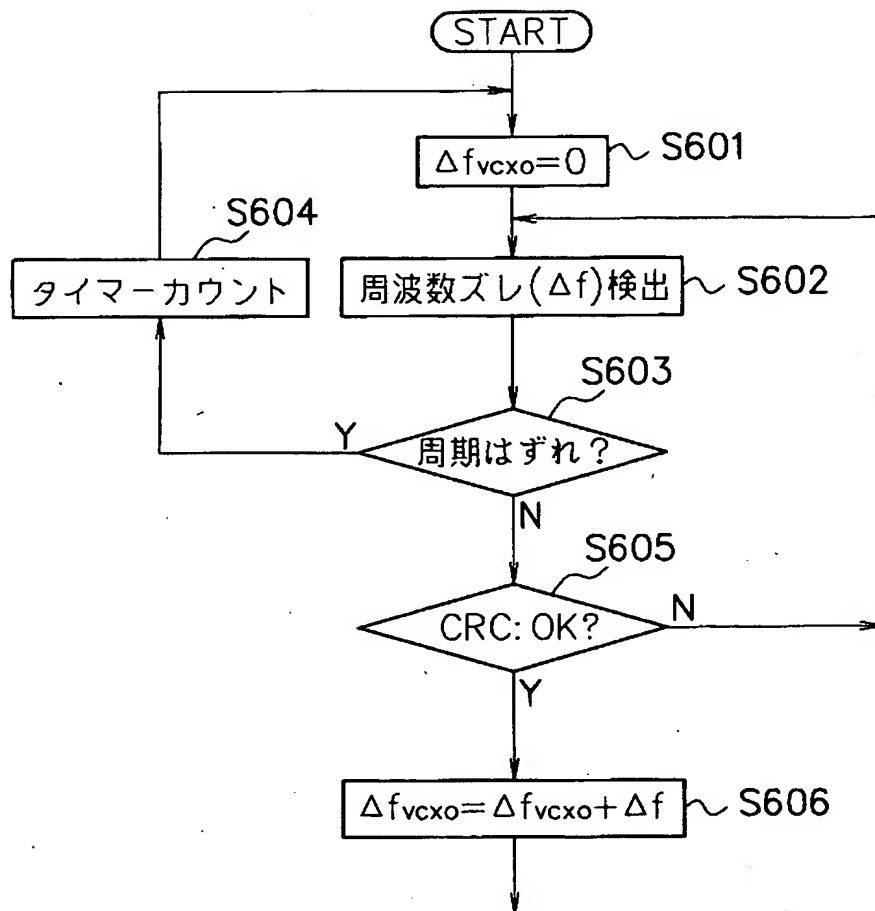 START
Δfvcxo=0
S601
S604
タイマーカウント
周波数ズレ(Δf)検出
S602
S603
周期はずれ?
Y
N
S605
CRC: OK?
N
Y
Δfvcxo=Δfvcxo+Δf
S606